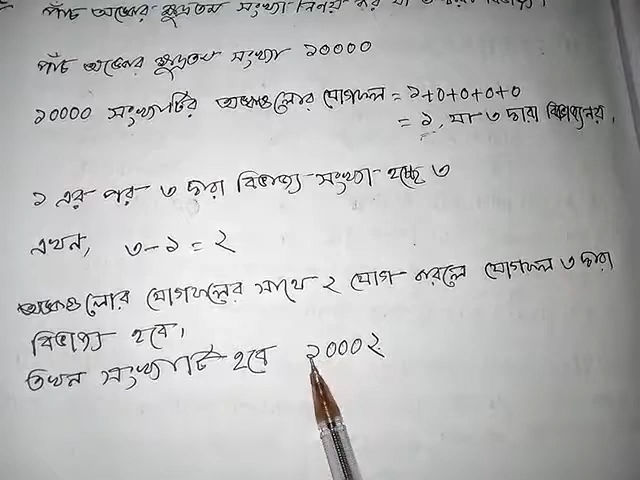 পাঁচ অঙ্কের ক্ষুদ্রতম সংখ্যা নির্ণয় কর যা ৩ দ্বারা বিভাজ্য।
পাঁচ অঙ্কের ক্ষুদ্রতম সংখ্যা ১০০০০
১০০০০ সংখ্যাটির অঙ্কগুলোর যোগফল = ১+০+০+০+০
= ১, যা ৩ দ্বারা বিভাজ্য নয়,
১ এর পর ৩ দ্বারা বিভাজ্য সংখ্যা হচ্ছে ৩
এখন, ৩-১ = ২
অঙ্কগুলোর যোগফলের সাথে ২ যোগ করলে যোগফল ৩ দ্বারা
বিভাজ্য হবে।
তখন সংখ্যাটি হবে ১০০০২